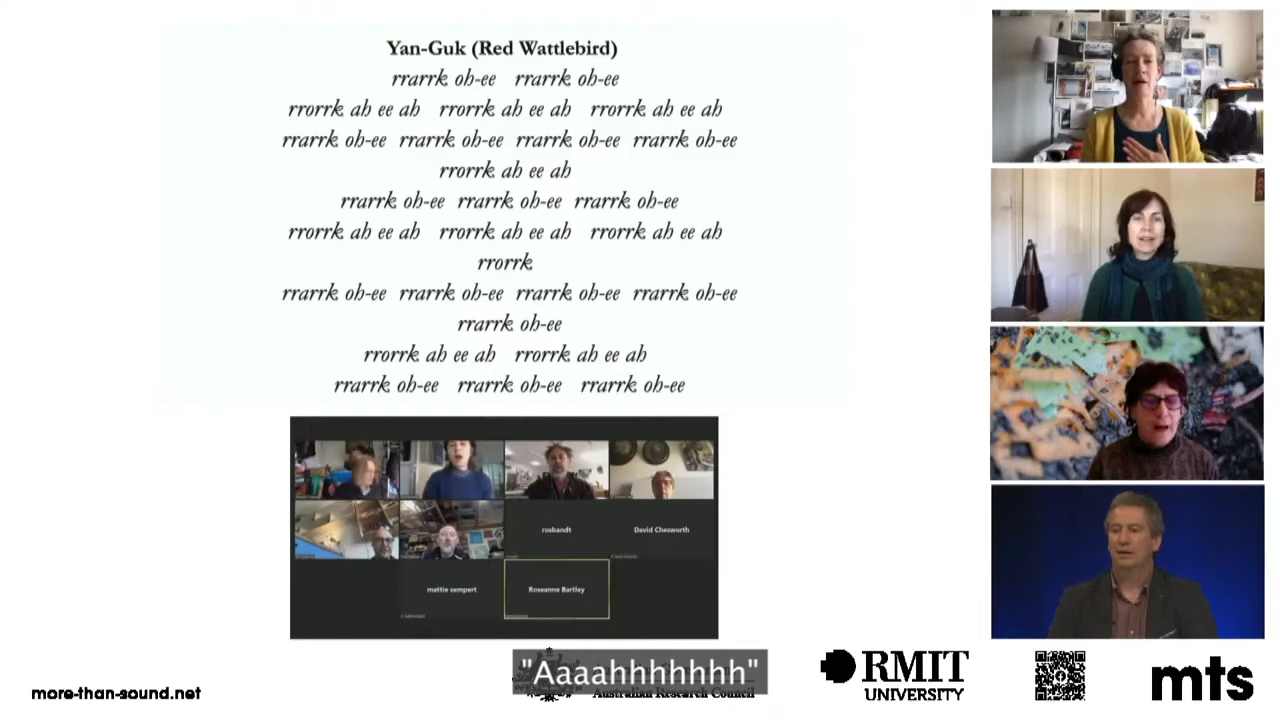 Yan-Guk (Red Wattlebird)
rrarrk oh-ee rrarrk oh-ee
rrorrk ah ee ah rrorrk ah ee ah rrorrk ah ee ah
rrarrk oh-ee rrarrk oh-ee rrarrk oh-ee rrarrk oh-ee
rrorrk ah ee ah
rrarrk oh-ee rrarrk oh-ee rrarrk oh-ee
rrorrk ah ee ah rrorrk ah ee ah rrorrk ah ee ah
rrorrk
rrarrk oh-ee rrarrk oh-ee rrarrk oh-ee rrarrk oh-ee
rrarrk oh-ee
rrorrk ah ee ah rrorrk ah ee ah
rrarrk oh-ee rrarrk oh-ee rrarrk oh-ee
rosbandt
David Chesworth
mattie sempert
Roseanne Bartley
"Aaaahhhhhhhh"
Australian Research Council
more-than-sound.net
RMIT
UNIVERSITY
mts